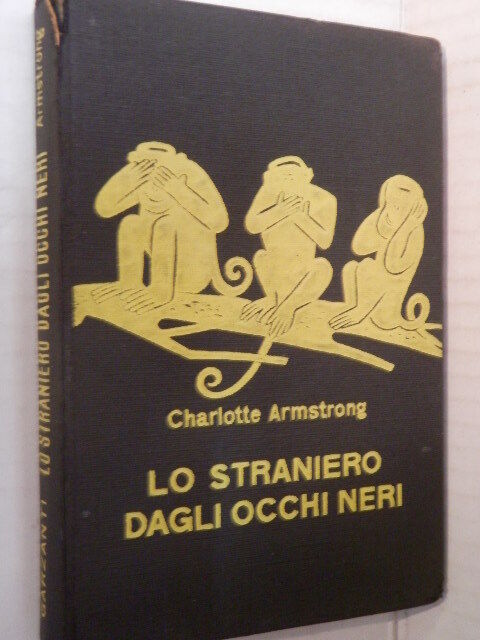 Charlotte Armstrong
LO STRANIERO
DAGLI OCCHI NERI
GARZANTI LO STRANIERO DAGLI OCCHI NERI Armstrong